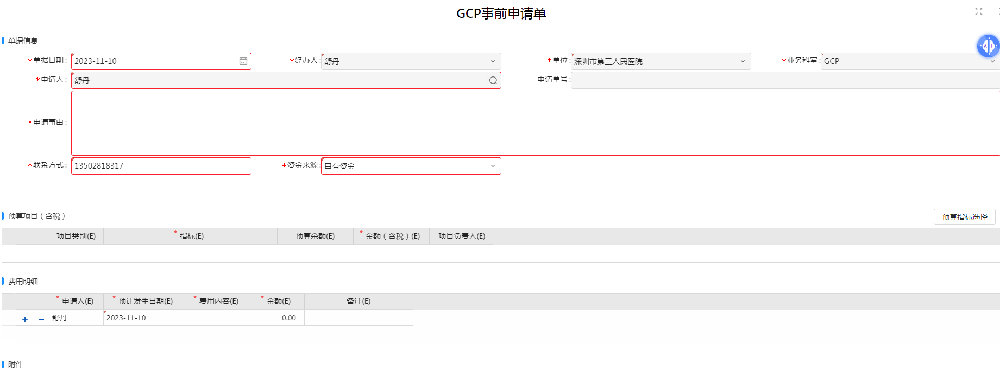 GCP事前申请单
单据信息
*单据日期: 2023-11-10 *经办人: 舒丹 *单位: 深圳市第三人民医院 *业务科室: GCP
*申请人: 舒丹 申请单号:
*申请事由:
*联系方式: 13502818317 *资金来源: 自有资金
预算项目（含税） 预算指标选择
项目类别(E) *指标(E) 预算余额(E) *金额（含税）(E) 项目负责人(E)
费用明细
*申请人(E) *预计发生日期(E) *费用内容(E) *金额(E) 备注(E)
+ − 舒丹 2023-11-10 0.00
附件